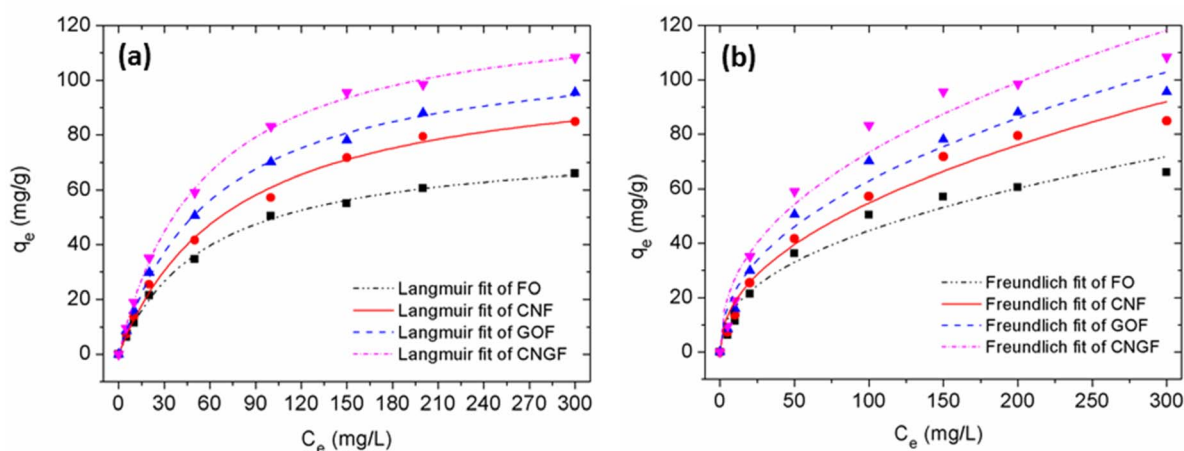 (a)
120
100
80
60
40
20
0
qe (mg/g)
Langmuir fit of FO
Langmuir fit of CNF
Langmuir fit of GOF
Langmuir fit of CNGF
0 30 60 90 120 150 180 210 240 270 300
Ce (mg/L)
(b)
120
100
80
60
40
20
0
qe (mg/g)
Freundlich fit of FO
Freundlich fit of CNF
Freundlich fit of GOF
Freundlich fit of CNGF
0 50 100 150 200 250 300
Ce (mg/L)